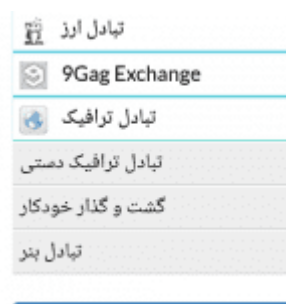 تبادل ارز
9Gag Exchange
تبادل ترافیک
تبادل ترافیک دستی
گشت و گذار خودکار
تبادل بنر